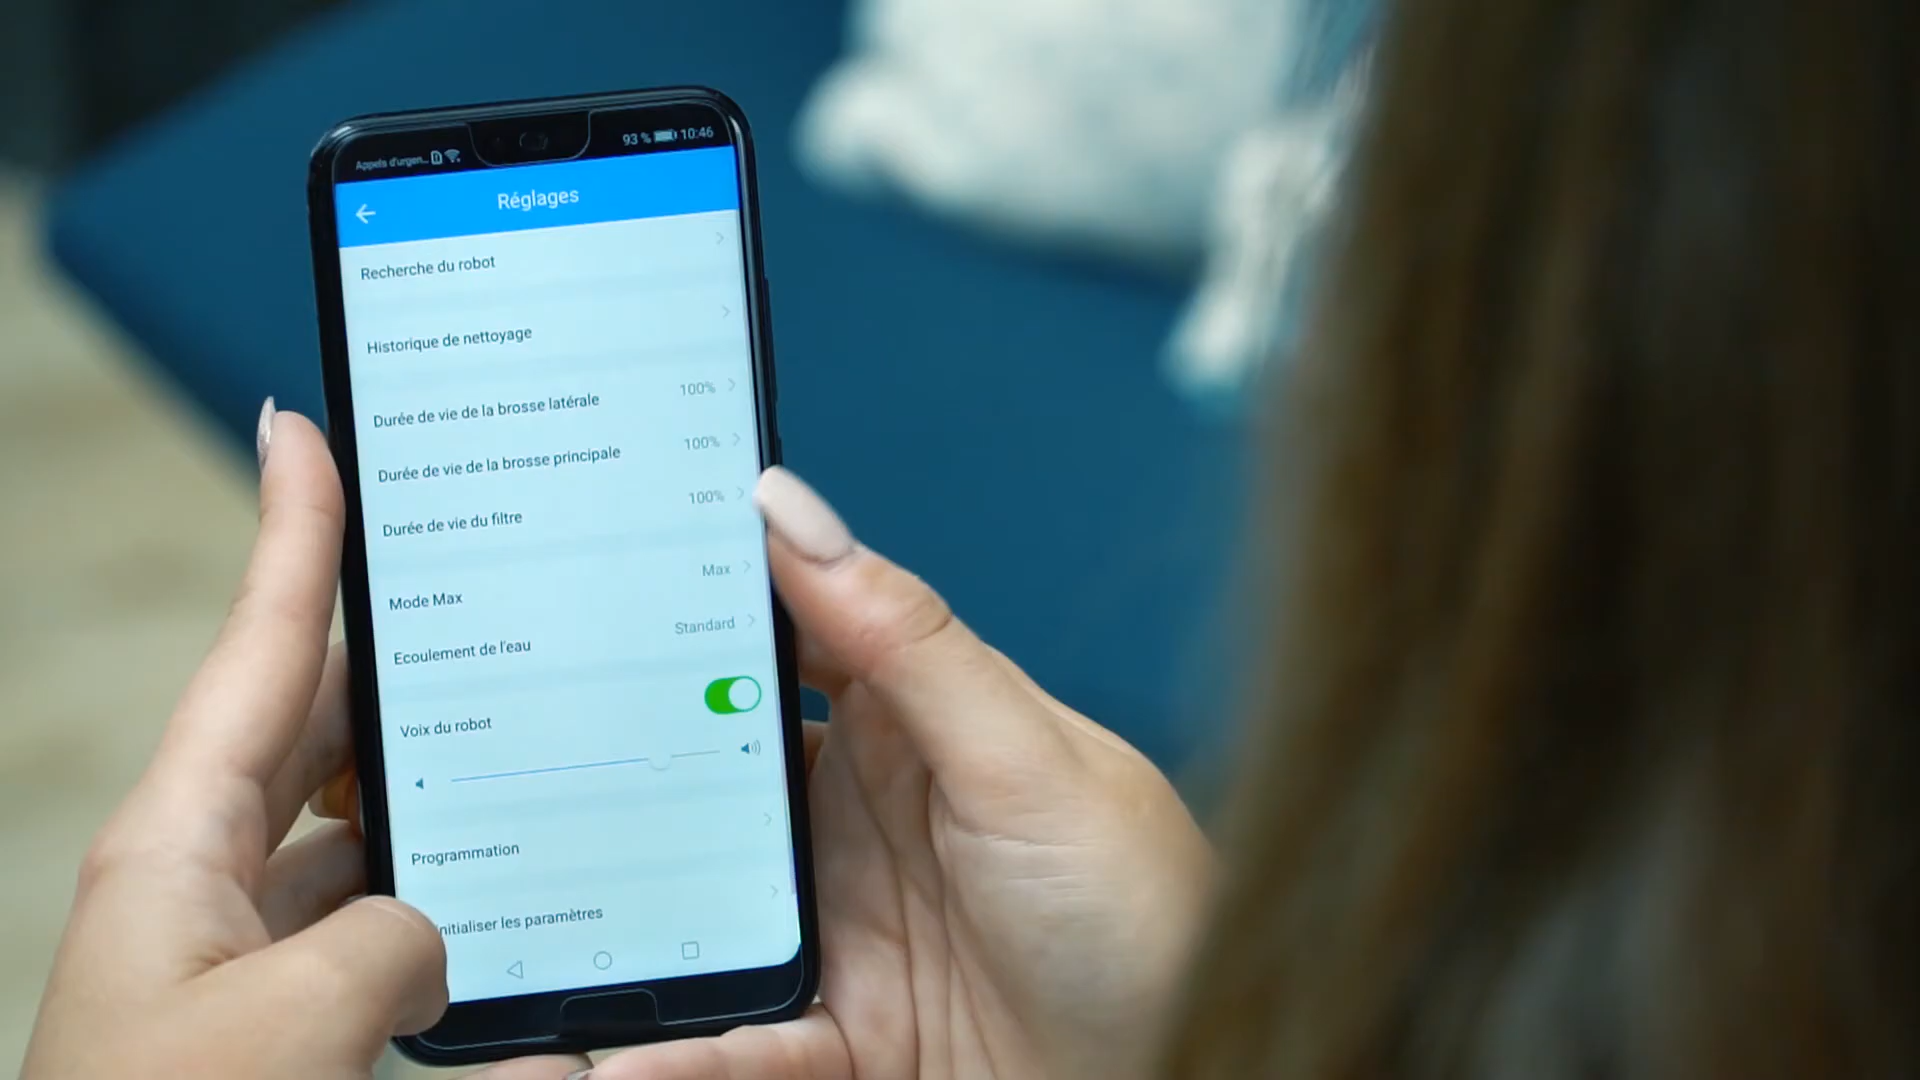 Appels d'urgen...
93 % 10:46
Réglages
Recherche du robot
Historique de nettoyage
Durée de vie de la brosse latérale 100%
Durée de vie de la brosse principale 100%
Durée de vie du filtre 100%
Mode Max Max
Ecoulement de l'eau Standard
Voix du robot
Programmation
nitialiser les paramètres